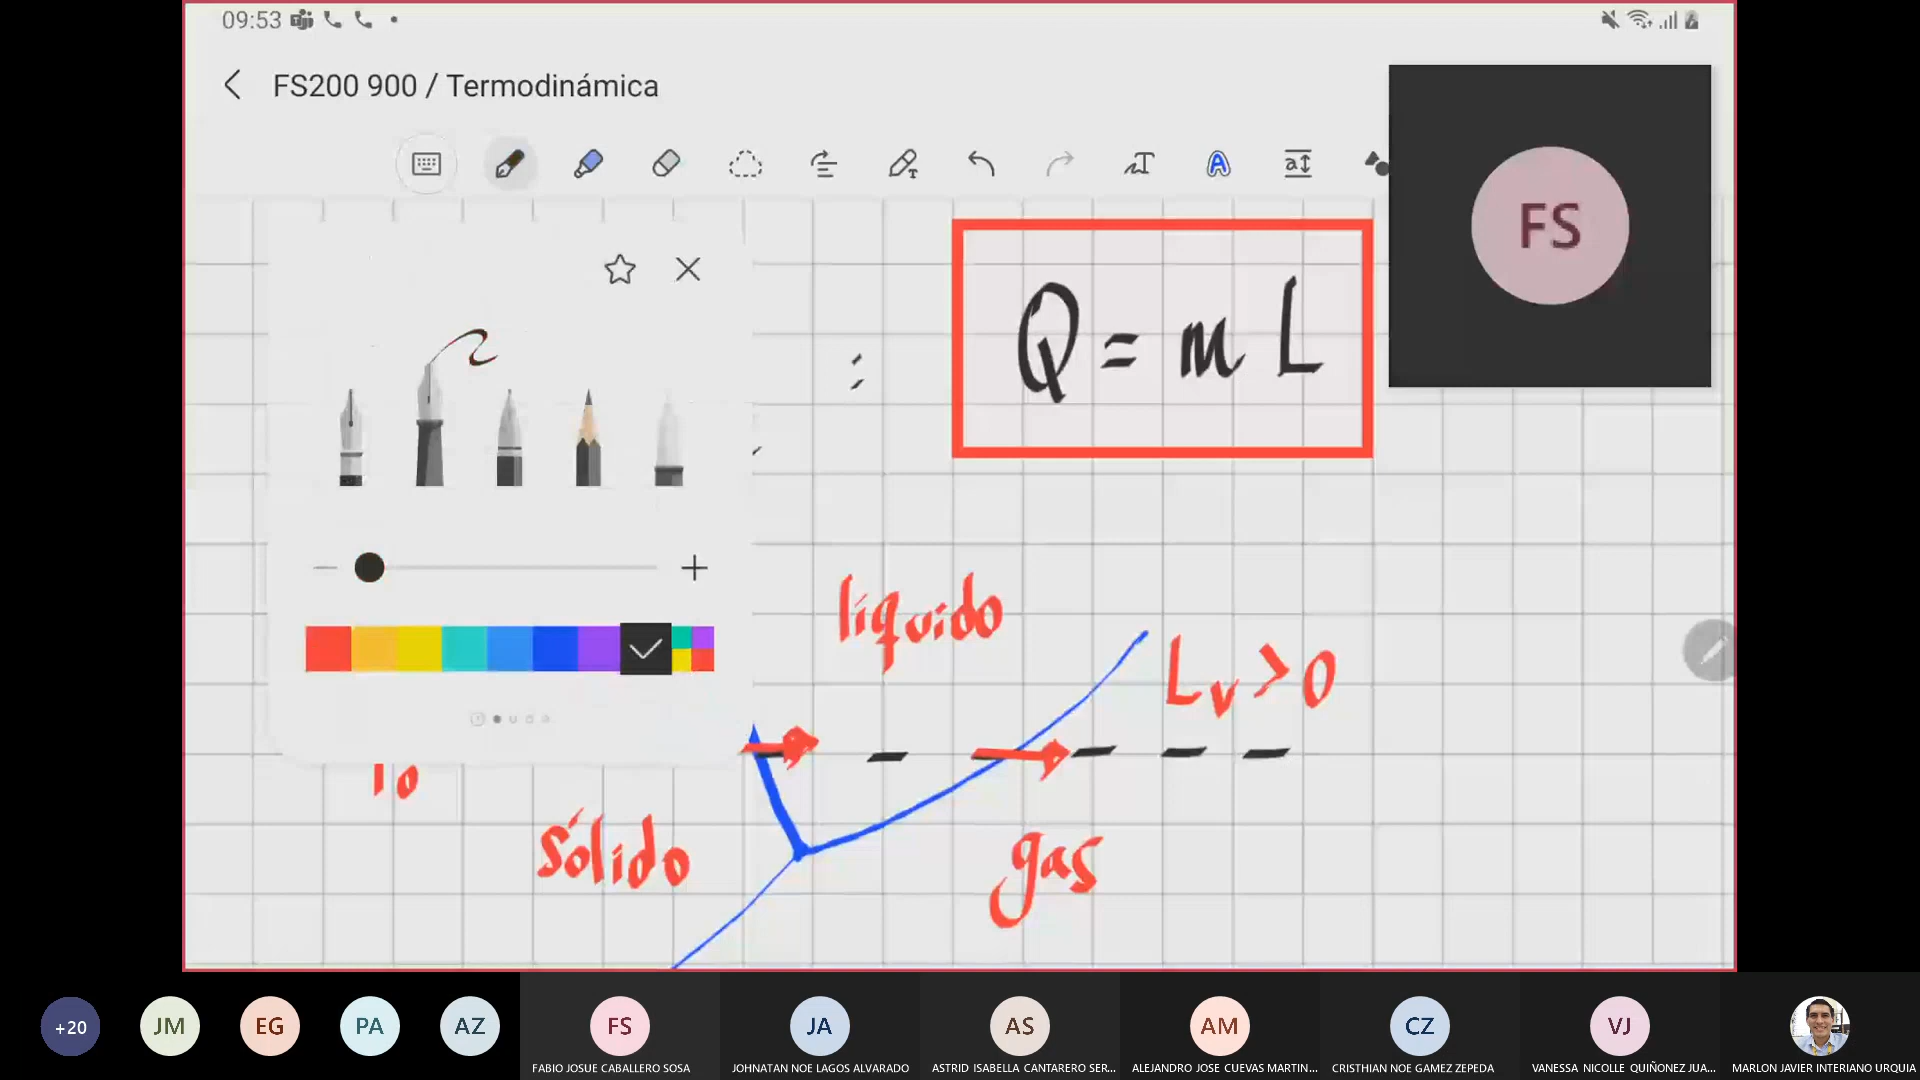 09:53
FS200 900 / Termodinámica
FS
:
Q = m L
líquido
Lv > 0
sólido
gas
+20
JM
EG
PA
AZ
FS
JA
AS
AM
CZ
VJ
FABIO JOSUE CABALLERO SOSA
JOHNATAN NOE LAGOS ALVARADO
ASTRID ISABELLA CANTARERO SER...
ALEJANDRO JOSE CUEVAS MARTIN...
CRISTHIAN NOE GAMEZ ZEPEDA
VANESSA NICOLLE QUIÑONEZ JUA...
MARLON JAVIER INTERIANO URQUIA